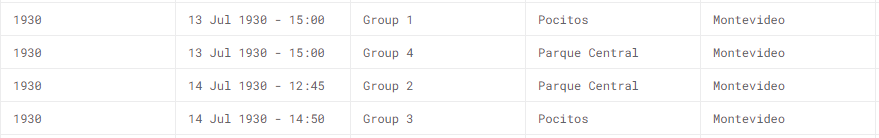 1930 13 Jul 1930 - 15:00 Group 1 Pocitos Montevideo
1930 13 Jul 1930 - 15:00 Group 4 Parque Central Montevideo
1930 14 Jul 1930 - 12:45 Group 2 Parque Central Montevideo
1930 14 Jul 1930 - 14:50 Group 3 Pocitos Montevideo